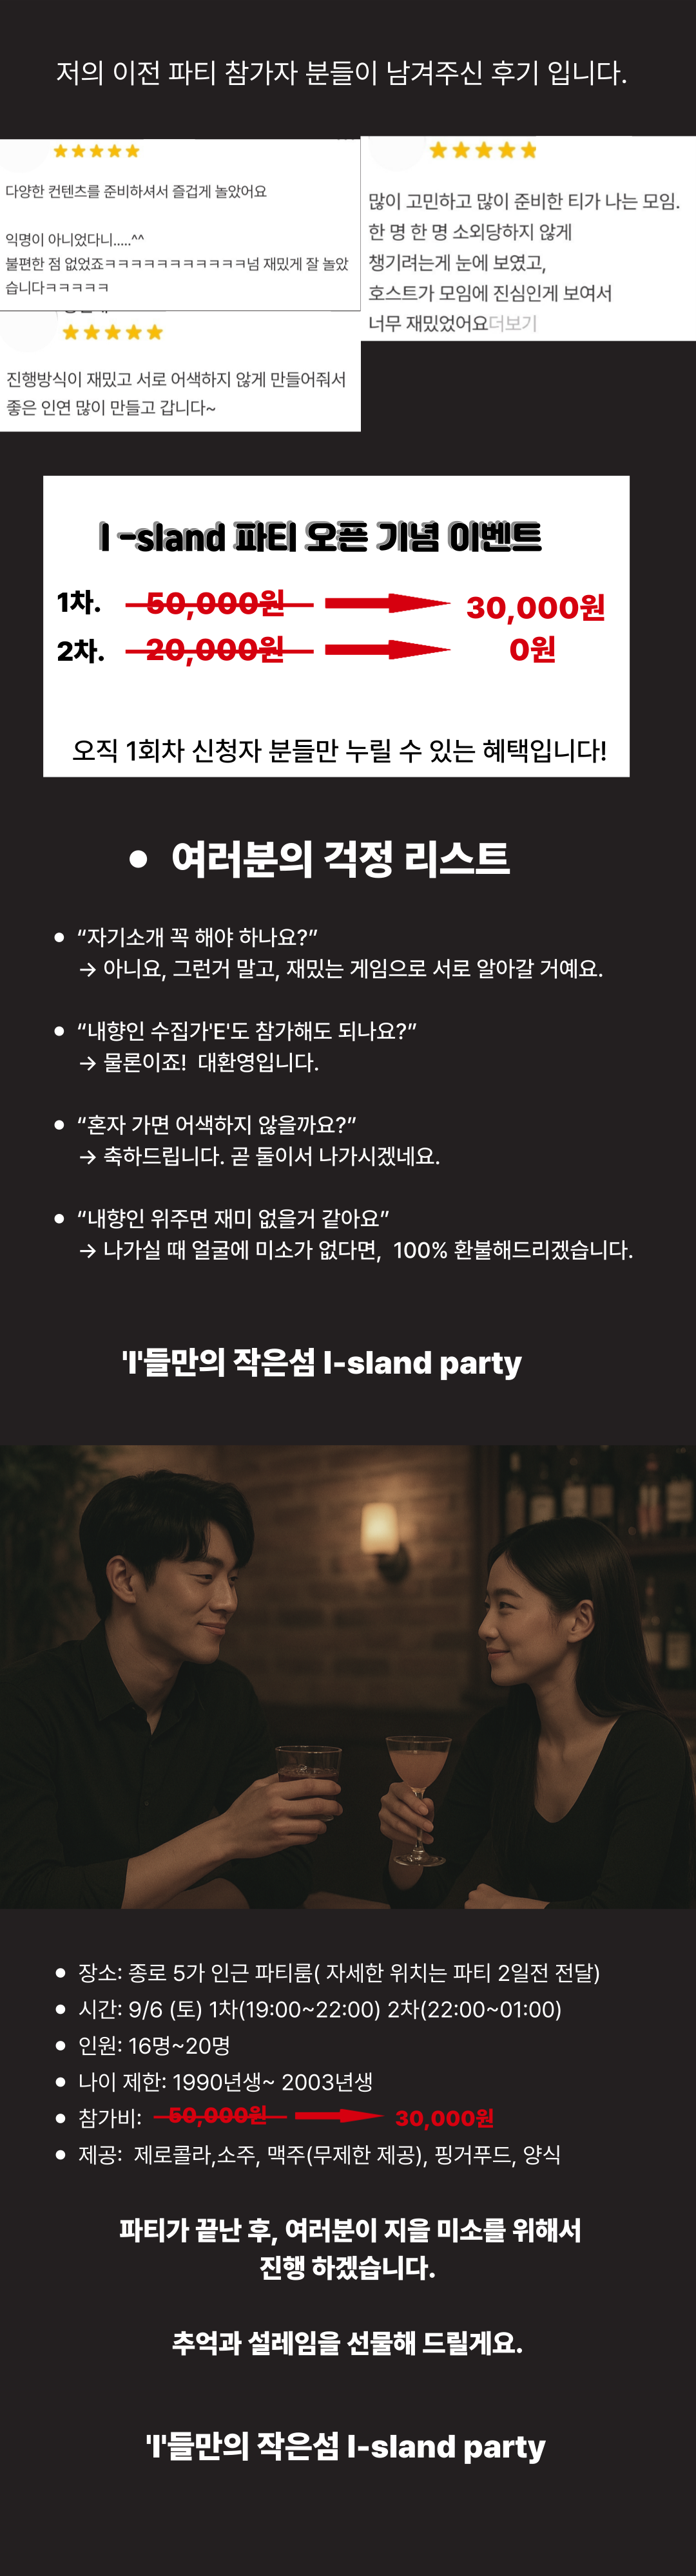 저의 이전 파티 참가자 분들이 남겨주신 후기 입니다.
다양한 컨텐츠를 준비하셔서 즐겁게 놀았어요
익명이 아니었다니.....^^
불편한 점 없었죠ㅋㅋㅋㅋㅋㅋㅋㅋㅋㅋㅋ넘 재밌게 잘 놀았
습니다ㅋㅋㅋㅋㅋ
많이 고민하고 많이 준비한 티가 나는 모임.
한 명 한 명 소외당하지 않게
챙기려는게 눈에 보였고,
호스트가 모임에 진심인게 보여서
너무 재밌었어요더보기
진행방식이 재밌고 서로 어색하지 않게 만들어줘서
좋은 인연 많이 만들고 갑니다~
I -sland 파티 오픈 기념 이벤트
1차. 50,000원 30,000원
2차. 20,000원 0원
오직 1회차 신청자 분들만 누릴 수 있는 혜택입니다!
• 여러분의 걱정 리스트
• “자기소개 꼭 해야 하나요?”
→ 아니요, 그런거 말고, 재밌는 게임으로 서로 알아갈 거예요.
• “내향인 수집가'E'도 참가해도 되나요?”
→ 물론이죠! 대환영입니다.
• “혼자 가면 어색하지 않을까요?”
→ 축하드립니다. 곧 둘이서 나가시겠네요.
• “내향인 위주면 재미 없을거 같아요”
→ 나가실 때 얼굴에 미소가 없다면, 100% 환불해드리겠습니다.
'I'들만의 작은섬 I-sland party
• 장소: 종로 5가 인근 파티룸( 자세한 위치는 파티 2일전 전달)
• 시간: 9/6 (토) 1차(19:00~22:00) 2차(22:00~01:00)
• 인원: 16명~20명
• 나이 제한: 1990년생~ 2003년생
• 참가비: 50,000원 30,000원
• 제공: 제로콜라,소주, 맥주(무제한 제공), 핑거푸드, 양식
파티가 끝난 후, 여러분이 지을 미소를 위해서
진행 하겠습니다.
추억과 설레임을 선물해 드릴게요.
'I'들만의 작은섬 I-sland party